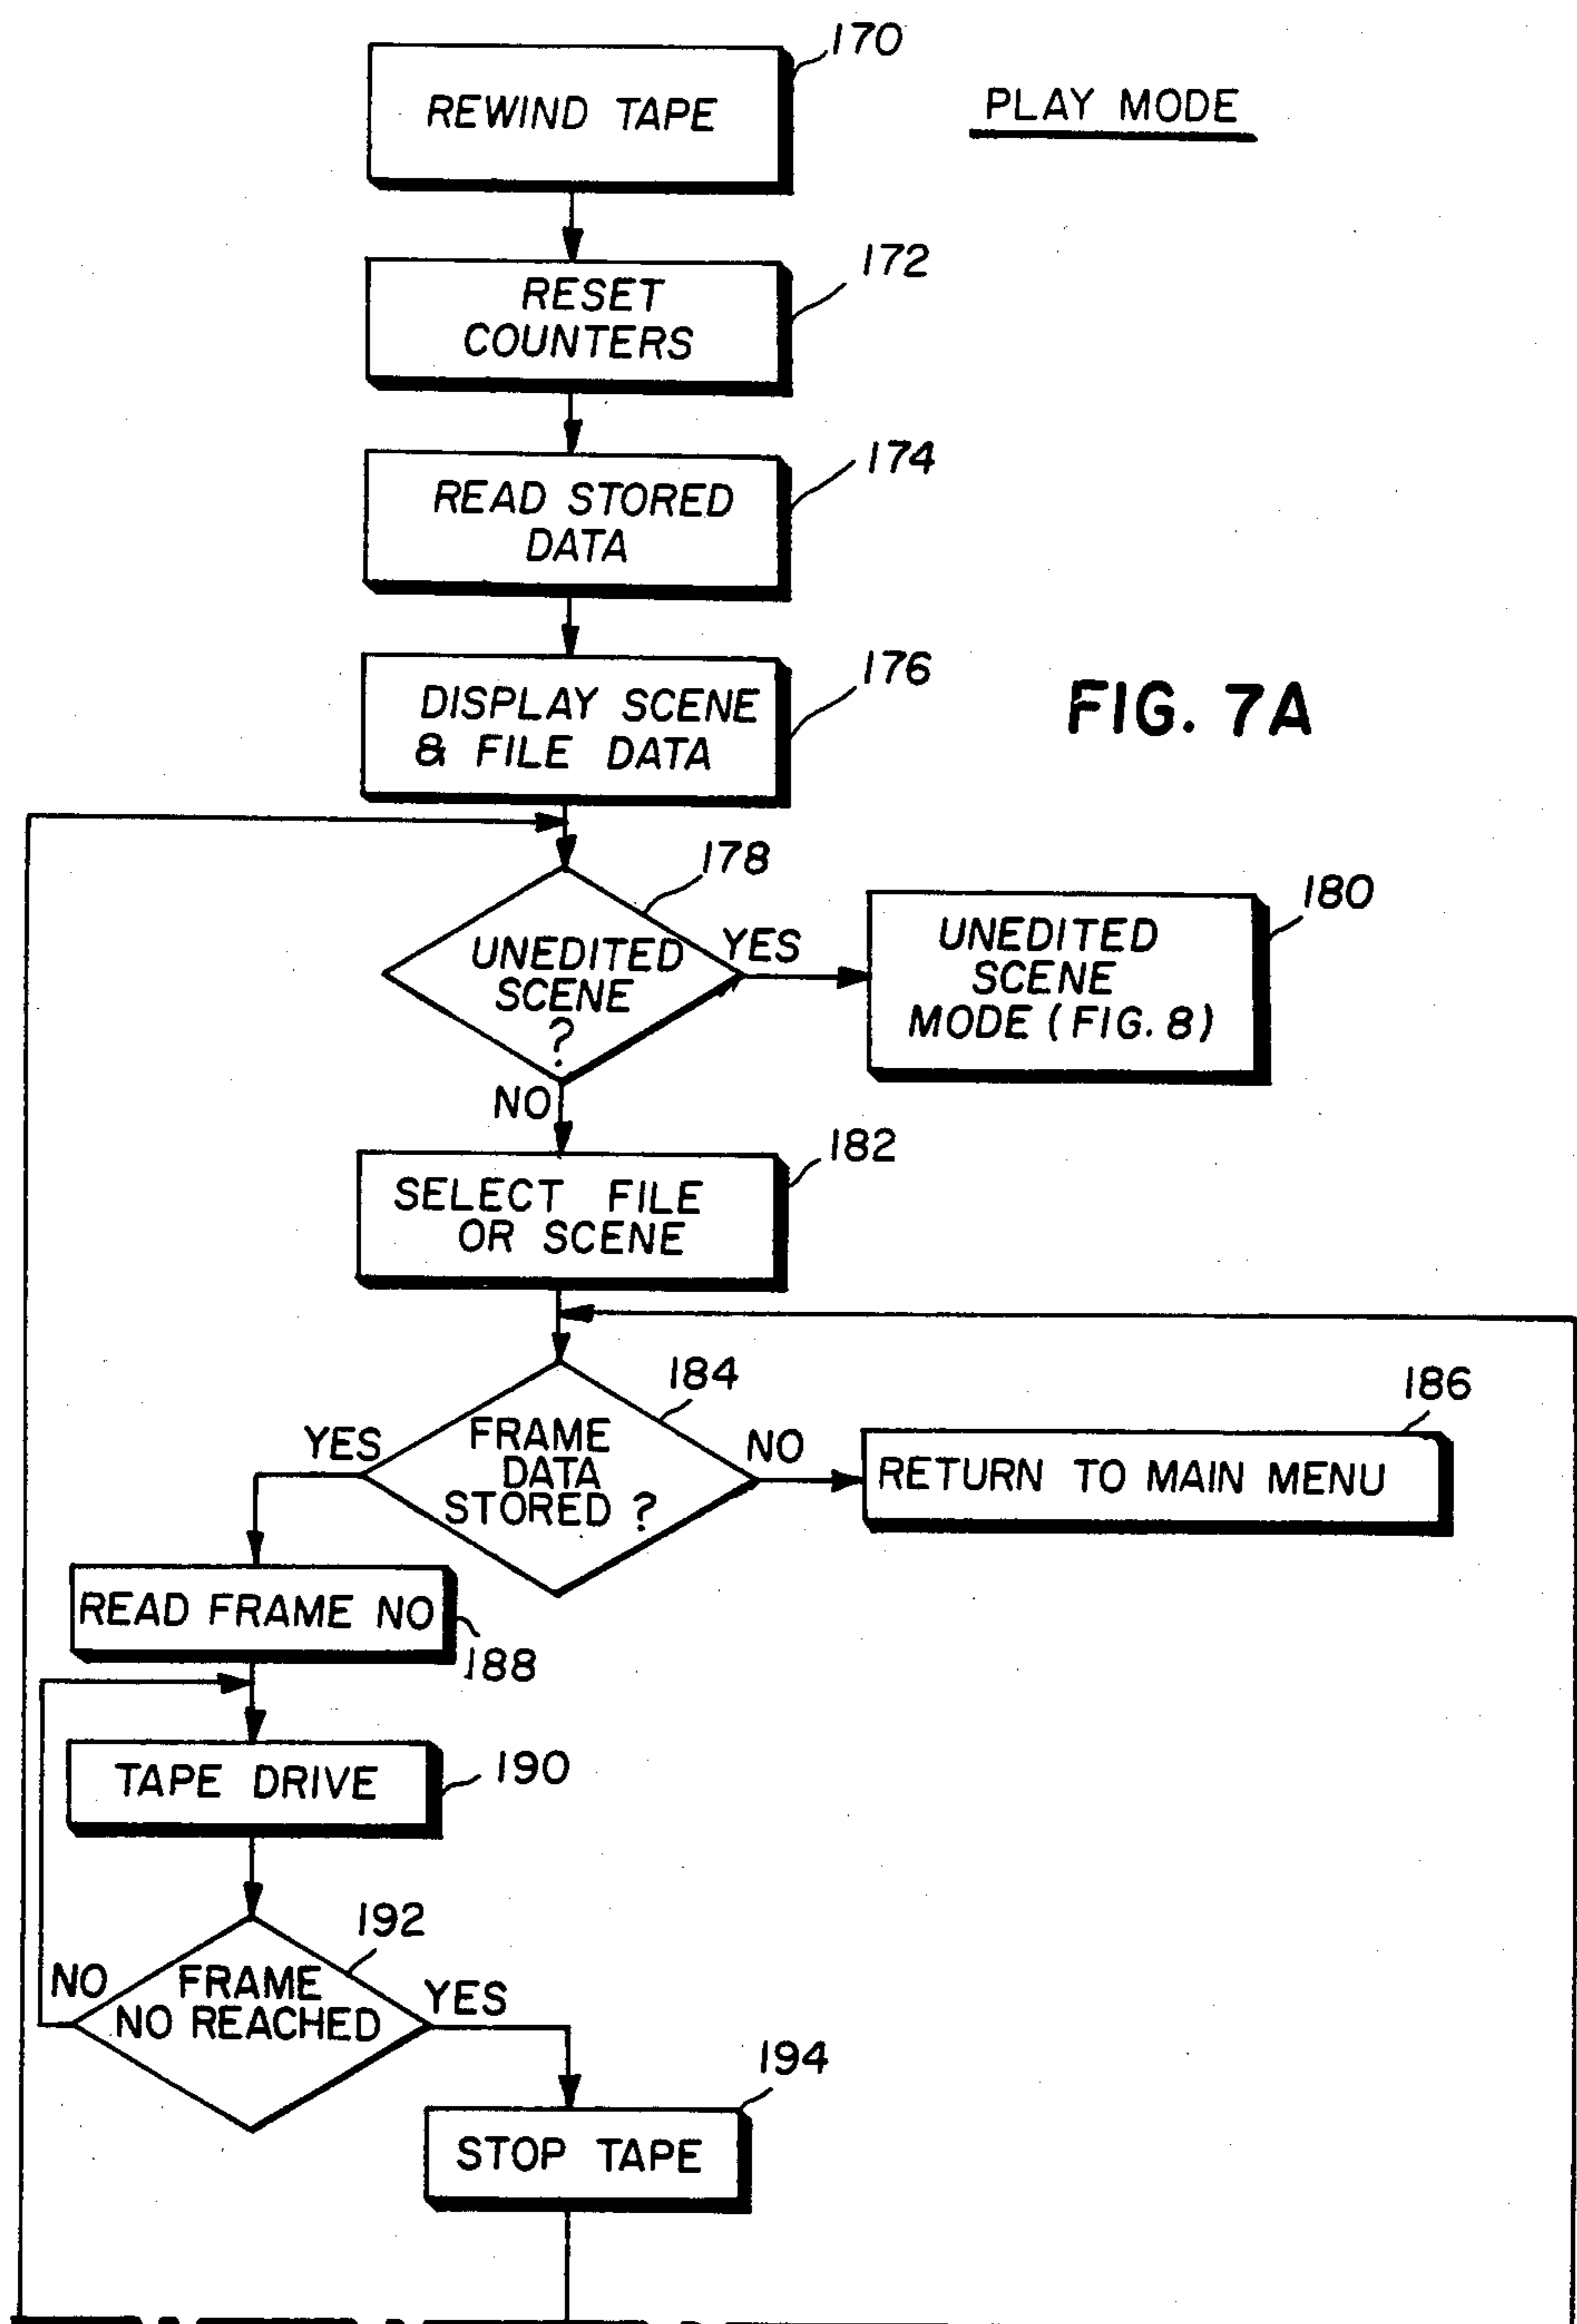 170
REWIND TAPE
PLAY MODE
172
RESET
COUNTERS
174
READ STORED
DATA
176
DISPLAY SCENE
& FILE DATA
FIG. 7A
178
UNEDITED
SCENE
?
YES
180
UNEDITED
SCENE
MODE (FIG. 8)
NO
182
SELECT FILE
OR SCENE
184
FRAME
DATA
STORED ?
YES
NO
186
RETURN TO MAIN MENU
READ FRAME NO
188
TAPE DRIVE
190
192
FRAME
NO REACHED
NO
YES
194
STOP TAPE